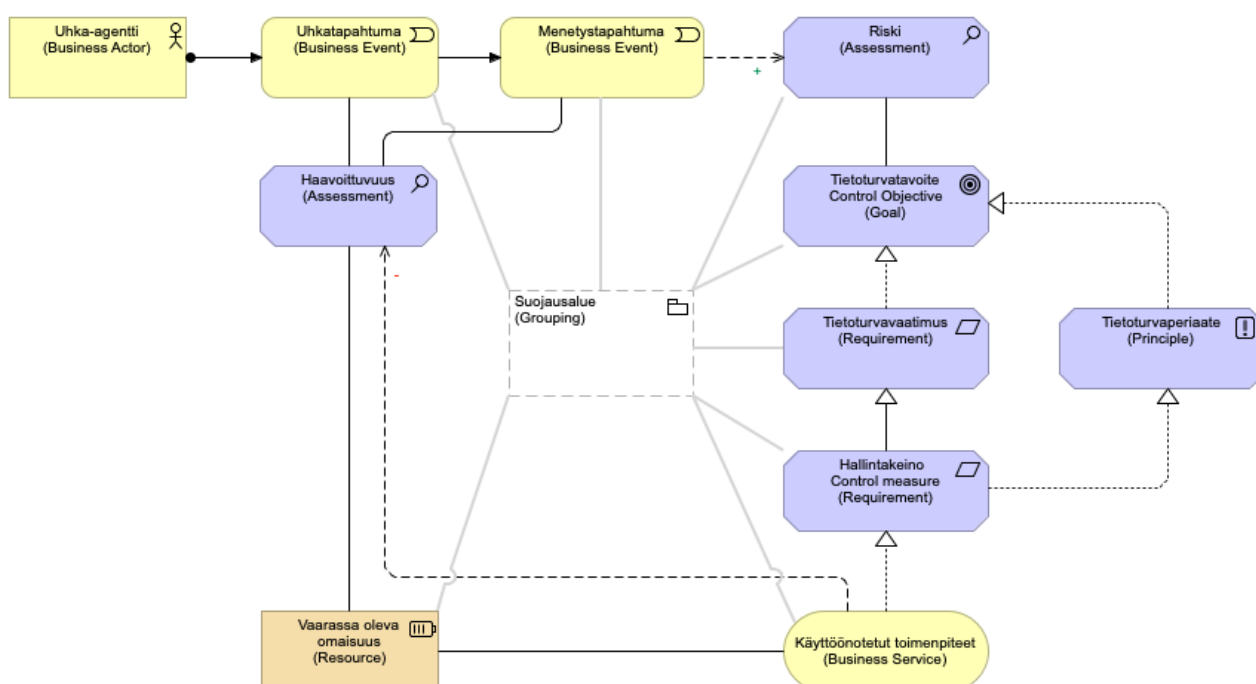 Uhka-agentti
(Business Actor)
Uhkatapahtuma
(Business Event)
Menetystapahtuma
(Business Event)
+
Riski
(Assessment)
Haavoittuvuus
(Assessment)
Tietoturvatavoite
Control Objective
(Goal)
-
Suojausalue
(Grouping)
Tietoturvavaatimus
(Requirement)
Tietoturvaperiaate
(Principle)
Hallintakeino
Control measure
(Requirement)
Vaarassa oleva
omaisuus
(Resource)
Käyttöönotetut toimenpiteet
(Business Service)